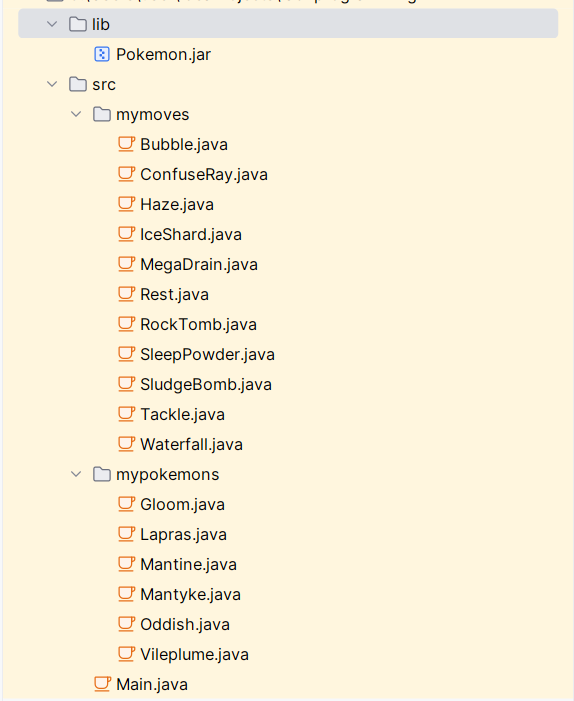 lib
Pokemon.jar
src
mymoves
Bubble.java
ConfuseRay.java
Haze.java
IceShard.java
MegaDrain.java
Rest.java
RockTomb.java
SleepPowder.java
SludgeBomb.java
Tackle.java
Waterfall.java
mypokemons
Gloom.java
Lapras.java
Mantine.java
Mantyke.java
Oddish.java
Vileplume.java
Main.java